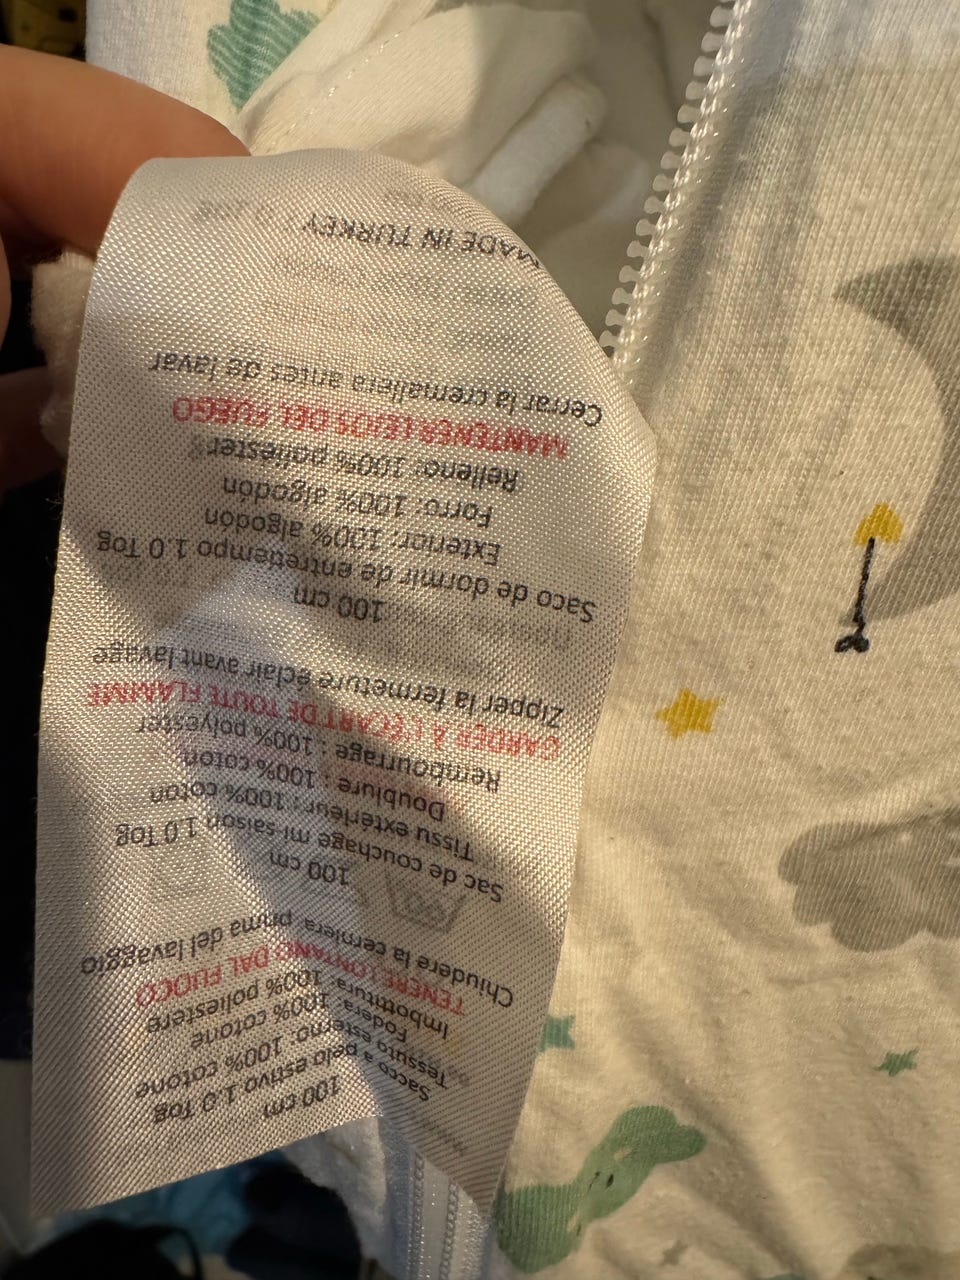 100 cm
Sacco a pelo estivo 1.0 Tog
Tessuto esterno: 100% cotone
Fodera: 100% cotone
Imbottitura: 100% poliestere
TENERE LONTANO DAL FUOCO
Chiudere la cerniera prima del lavaggio
100 cm
Sac de couchage mi saison 1.0 Tog
Tissu extérieur : 100% coton
Doublure : 100% coton
Rembourrage : 100% polyester
GARDER À L'ÉCART DE TOUTE FLAMME
Zipper la fermeture éclair avant lavage
100 cm
Saco de dormir de entretiempo 1.0 Tog
Exterior: 100% algodon
Forro: 100% algodon
Relleno: 100% poliester
MANTENER LEJOS DEL FUEGO
Cerrar la cremallera antes de lavar
MADE IN TURKEY